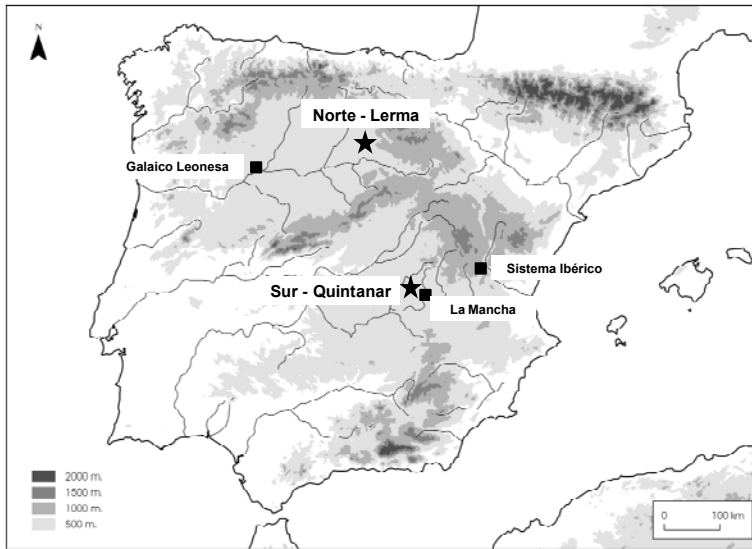 N
Norte - Lerma
Galaico Leonesa
Sistema Ibérico
Sur - Quintanar
La Mancha
2000 m.
1500 m.
1000 m.
500 m.
0 100 km